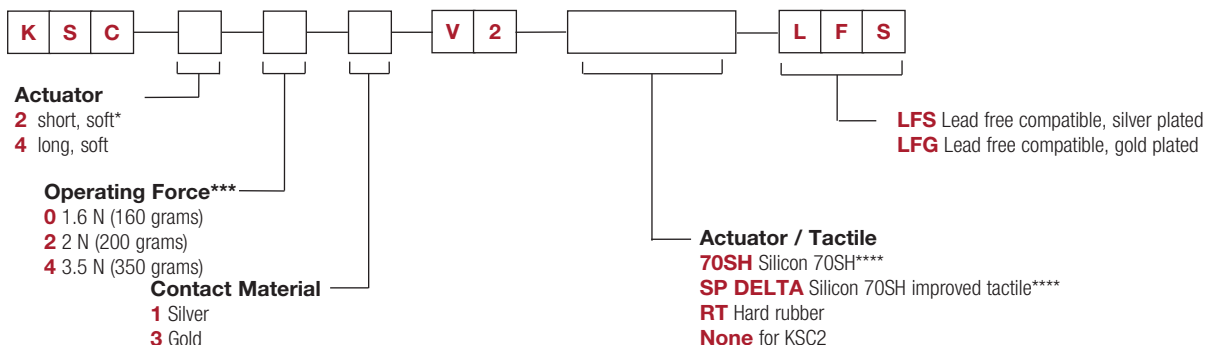 K S C V 2 L F S
Actuator
2 short, soft*
4 long, soft
LFS Lead free compatible, silver plated
LFG Lead free compatible, gold plated
Operating Force***
0 1.6 N (160 grams)
2 2 N (200 grams)
4 3.5 N (350 grams)
Contact Material
1 Silver
3 Gold
Actuator / Tactile
70SH Silicon 70SH****
SP DELTA Silicon 70SH improved tactile****
RT Hard rubber
None for KSC2